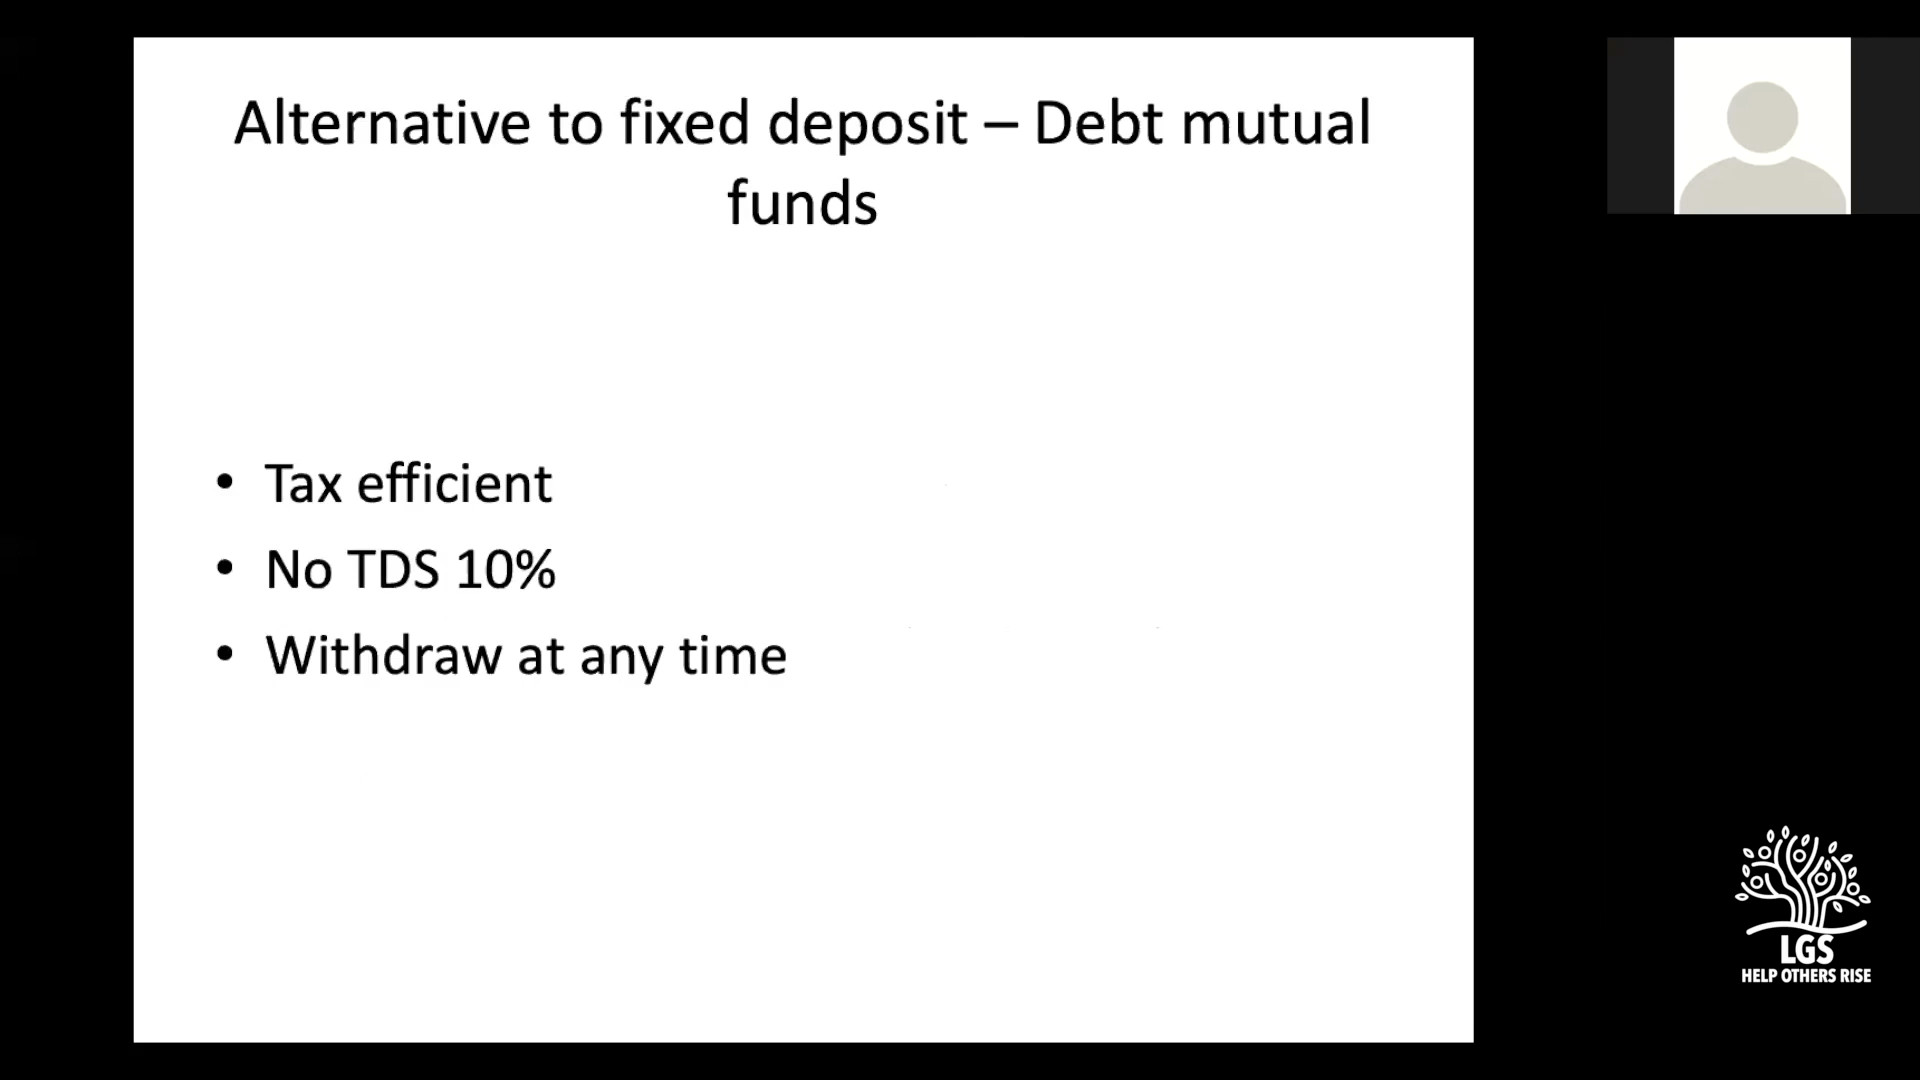 Alternative to fixed deposit – Debt mutual
funds
• Tax efficient
• No TDS 10%
• Withdraw at any time
LGS
HELP OTHERS RISE